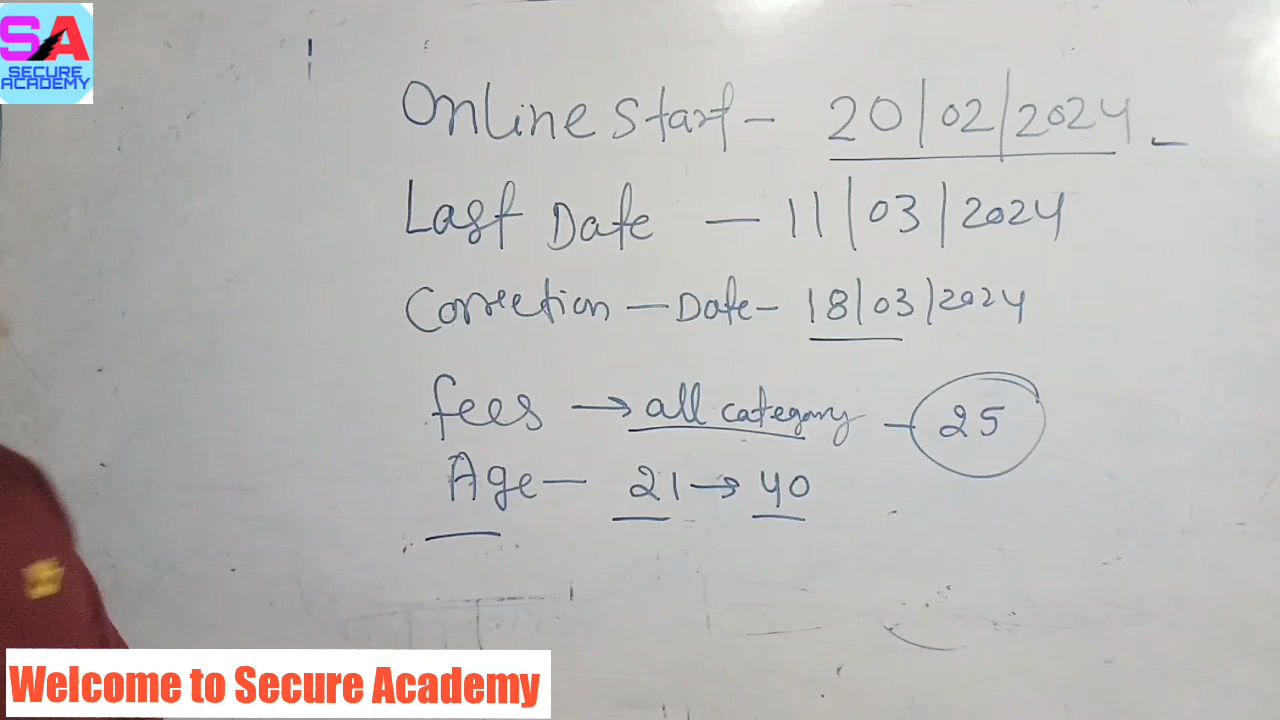 SA
SECURE
ACADEMY
Online Start - 20/02/2024 -
Last Date - 11/03/2024
Correction - Date - 18/03/2024
fees → all category - 25
Age - 21 → 40
Welcome to Secure Academy